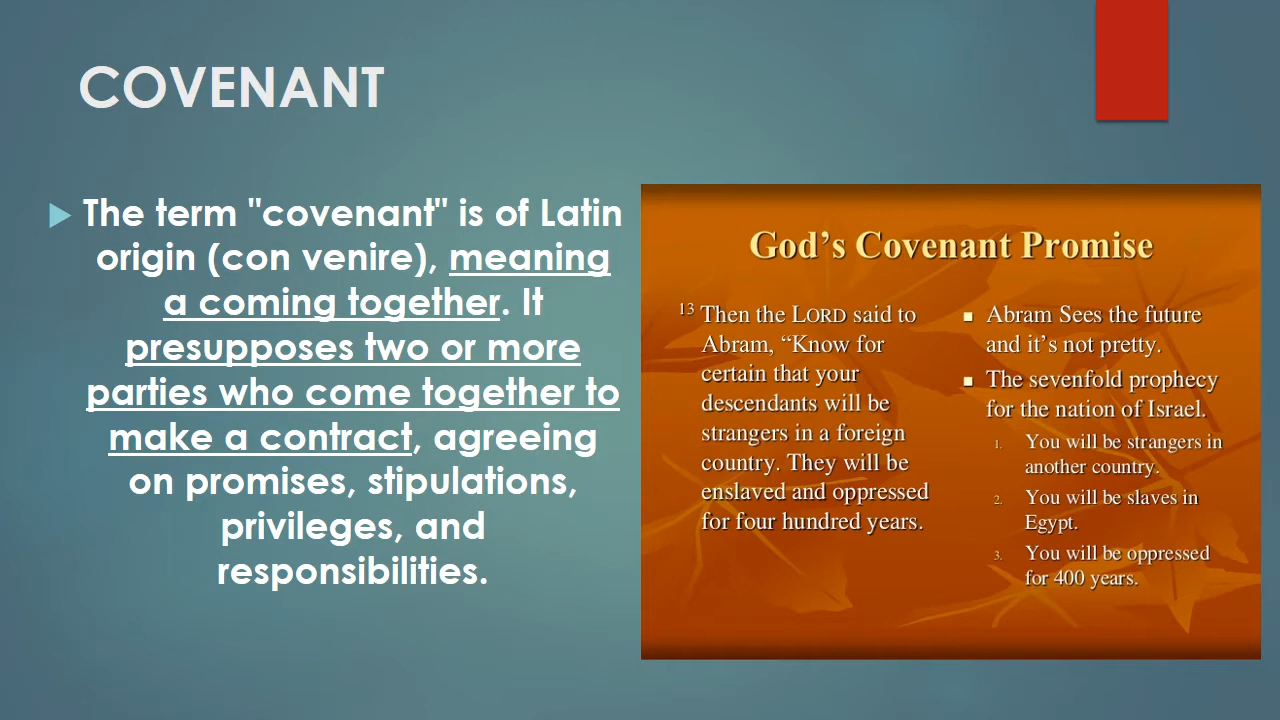 COVENANT
The term "covenant" is of Latin
origin (con venire), meaning
a coming together. It
presupposes two or more
parties who come together to
make a contract, agreeing
on promises, stipulations,
privileges, and
responsibilities.
God’s Covenant Promise
13 Then the LORD said to
Abram, “Know for
certain that your
descendants will be
strangers in a foreign
country. They will be
enslaved and oppressed
for four hundred years.
Abram Sees the future
and it’s not pretty.
The sevenfold prophecy
for the nation of Israel.
1. You will be strangers in
another country.
2. You will be slaves in
Egypt.
3. You will be oppressed
for 400 years.